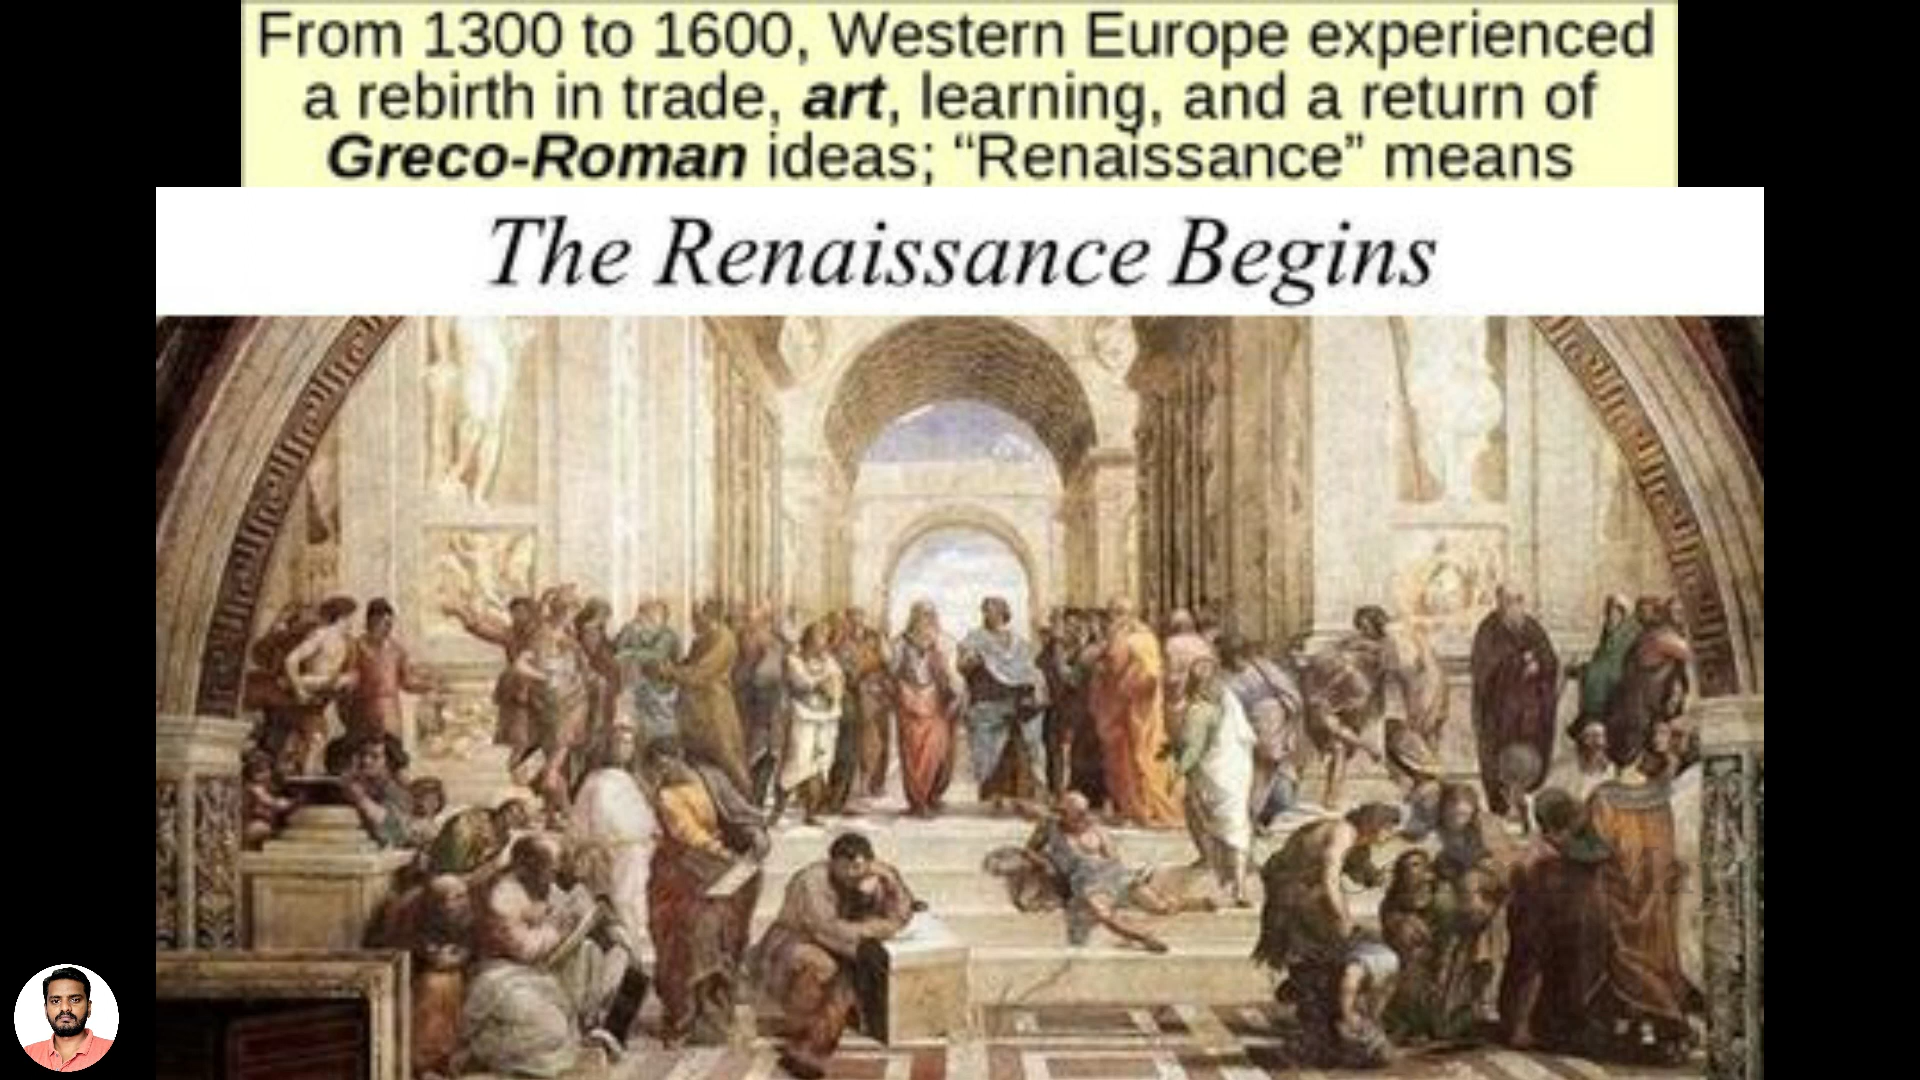 From 1300 to 1600, Western Europe experienced
a rebirth in trade, art, learning, and a return of
Greco-Roman ideas; “Renaissance” means
The Renaissance Begins